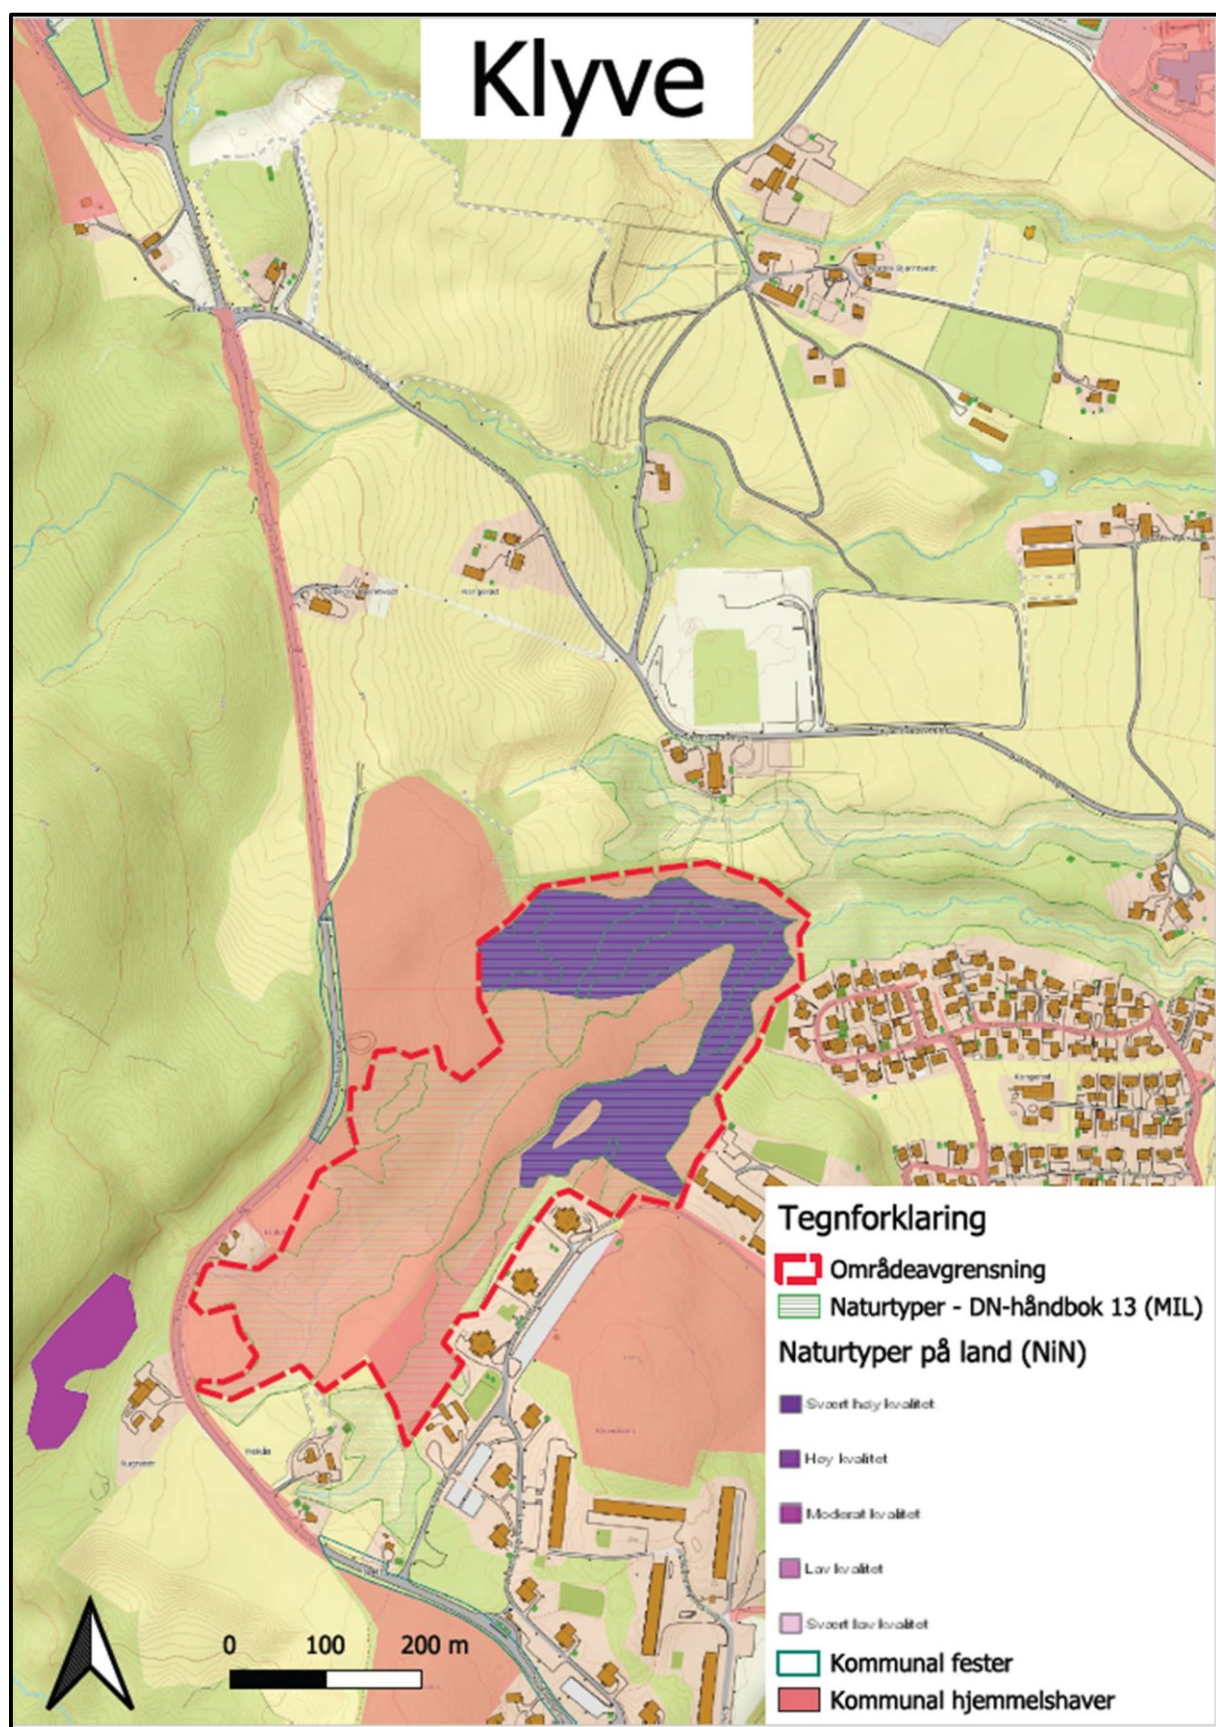 Klyve
Kongerød
Tegnforklaring
Områdeavgrensning
Naturtyper - DN-håndbok 13 (MIL)
Naturtyper på land (NiN)
Svært høy kvalitet
Høy kvalitet
Moderat kvalitet
Lav kvalitet
Svært lav kvalitet
0 100 200 m
Kommunal fester
Kommunal hjemmelshaver